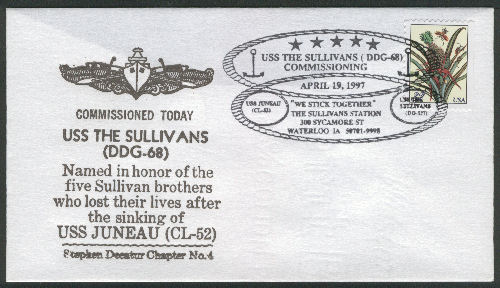 COMMISSIONED TODAY
USS THE SULLIVANS
(DDG-68)
Named in honor of the
five Sullivan brothers
who lost their lives after
the sinking of
USS JUNEAU (CL-52)
Stephen Decatur Chapter No. 4
USS THE SULLIVANS (DDG-68)
COMMISSIONING
APRIL 19, 1997
USS JUNEAU
(CL-52)
"WE STICK TOGETHER"
THE SULLIVANS STATION
300 SYCAMORE ST
WATERLOO IA 50701-9998
USS THE
SULLIVANS
(DD-537)
USA